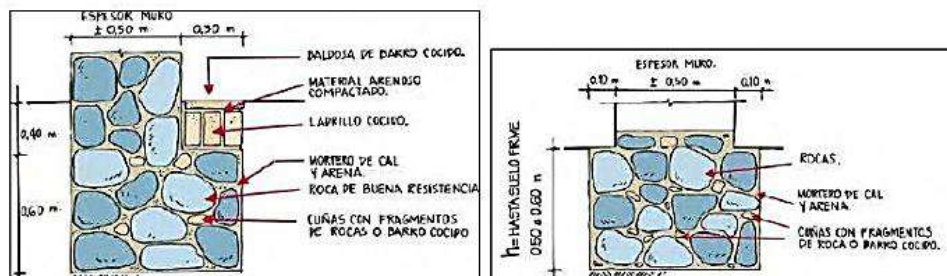 ESPESOR MURO
± 0,50 m 0,30 m
BALDOSA DE BARRO COCIDO.
MATERIAL ARENOSO
COMPACTADO.
LADRILLO COCIDO.
0,40 m
MORTERO DE CAL
Y ARENA.
ROCA DE BUENA RESISTENCIA
0,60 m
CUÑAS CON FRAGMENTOS
DE ROCAS O BARRO COCIDO
ESPESOR MURO.
0.10 m ± 0,50 m 0,10 m
h=HASTA SUELO FIRME
0.50 a 0.60 m
ROCAS.
MORTERO DE CAL
Y ARENA.
CUÑAS CON FRAGMENTOS
DE ROCA O BARRO COCIDO.